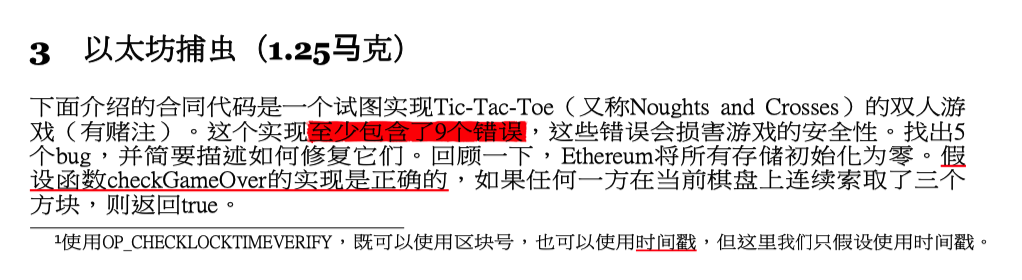 3 以太坊捕虫（1.25马克）
下面介绍的合同代码是一个试图实现Tic-Tac-Toe（又称Noughts and Crosses）的双人游
戏（有赌注）。这个实现至少包含了9个错误，这些错误会损害游戏的安全性。找出5
个bug，并简要描述如何修复它们。回顾一下，Ethereum将所有存储初始化为零。假
设函数checkGameOver的实现是正确的，如果任何一方在当前棋盘上连续索取了三个
方块，则返回true。
¹使用OP_CHECKLOCKTIMEVERIFY，既可以使用区块号，也可以使用时间戳，但这里我们只假设使用时间戳。